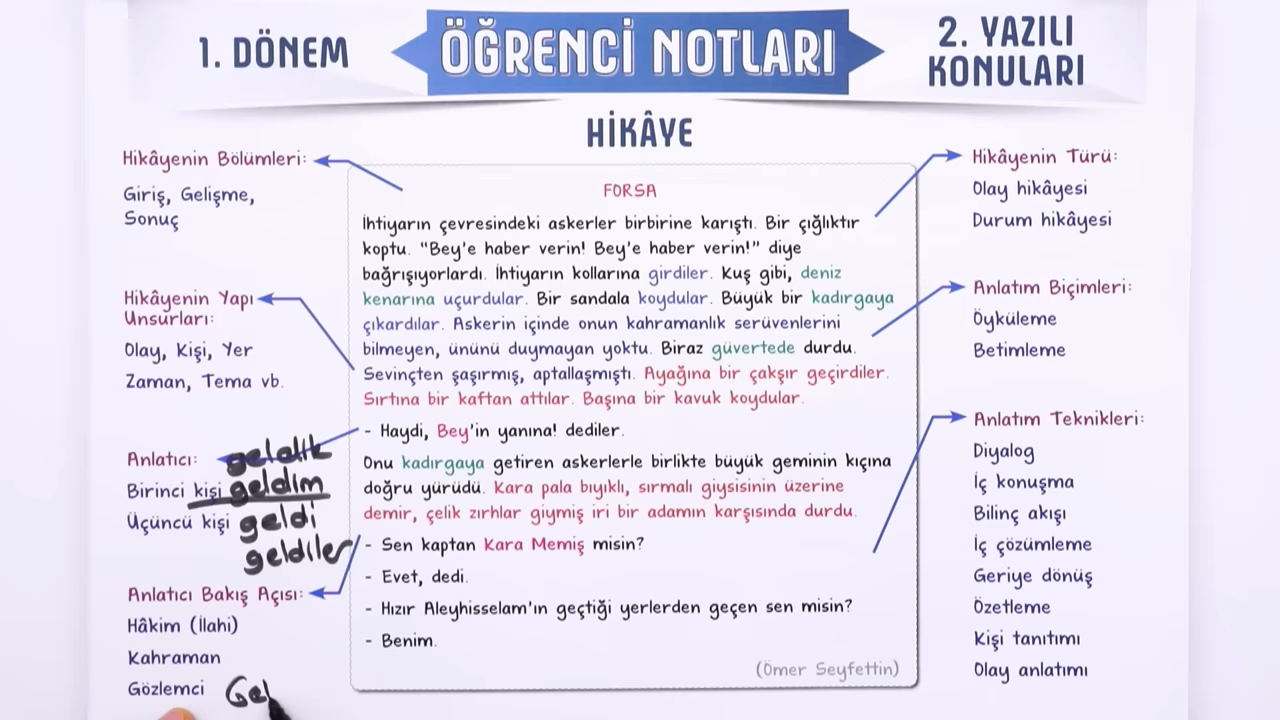 1. DÖNEM
ÖĞRENCİ NOTLARI
2. YAZILI
KONULARI
HİKÂYE
Hikâyenin Bölümleri:
Giriş, Gelişme,
Sonuç
Hikâyenin Yapı
Unsurları:
Olay, Kişi, Yer
Zaman, Tema vb.
Anlatıcı: geldik
Birinci kişi geldim
Üçüncü kişi geldi
geldiler
Anlatıcı Bakış Açısı:
Hâkim (İlahi)
Kahraman
Gözlemci Gel
FORSA
İhtiyarın çevresindeki askerler birbirine karıştı. Bir çığlıktır
koptu. “Bey’e haber verin! Bey’e haber verin!” diye
bağrışıyorlardı. İhtiyarın kollarına girdiler. Kuş gibi, deniz
kenarına uçurdular. Bir sandala koydular. Büyük bir kadırgaya
çıkardılar. Askerin içinde onun kahramanlık serüvenlerini
bilmeyen, ününü duymayan yoktu. Biraz güvertede durdu.
Sevinçten şaşırmış, aptallaşmıştı. Ayağına bir çakşır geçirdiler.
Sırtına bir kaftan attılar. Başına bir kavuk koydular.
- Haydi, Bey’in yanına! dediler.
Onu kadırgaya getiren askerlerle birlikte büyük geminin kıçına
doğru yürüdü. Kara pala bıyıklı, sırmalı giysisinin üzerine
demir, çelik zırhlar giymiş iri bir adamın karşısında durdu.
- Sen kaptan Kara Memiş misin?
- Evet, dedi.
- Hızır Aleyhisselam’ın geçtiği yerlerden geçen sen misin?
- Benim.
(Ömer Seyfettin)
Hikâyenin Türü:
Olay hikâyesi
Durum hikâyesi
Anlatım Biçimleri:
Öyküleme
Betimleme
Anlatım Teknikleri:
Diyalog
İç konuşma
Bilinç akışı
İç çözümleme
Geriye dönüş
Özetleme
Kişi tanıtımı
Olay anlatımı